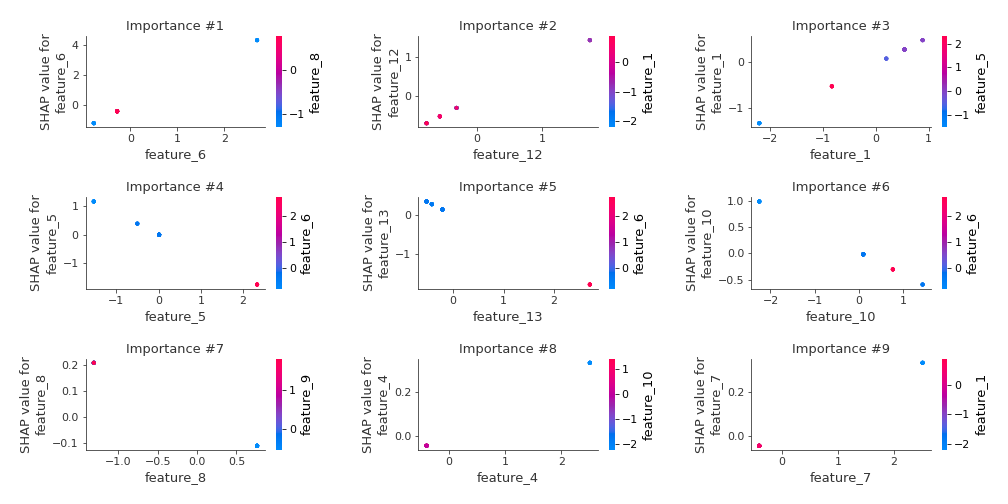 Importance #1
SHAP value for
feature_6
4
2
0
0
1
2
feature_6
0
−1
feature_8
Importance #2
SHAP value for
feature_12
1
0
0
1
feature_12
0
−1
−2
feature_1
Importance #3
SHAP value for
feature_1
0
−1
−2
−1
0
1
feature_1
2
1
0
−1
feature_5
Importance #4
SHAP value for
feature_5
1
0
−1
−1
0
1
2
feature_5
2
1
0
feature_6
Importance #5
SHAP value for
feature_13
0
−1
0
1
2
feature_13
2
1
0
feature_6
Importance #6
SHAP value for
feature_10
1.0
0.5
0.0
−0.5
−2
−1
0
1
feature_10
2
1
0
feature_6
Importance #7
SHAP value for
feature_8
0.2
0.1
0.0
−0.1
−1.0
−0.5
0.0
0.5
feature_8
1
0
feature_9
Importance #8
SHAP value for
feature_4
0.2
0.0
0
1
2
feature_4
1
0
−1
−2
feature_10
Importance #9
SHAP value for
feature_7
0.2
0.0
0
1
2
feature_7
0
−1
−2
feature_1